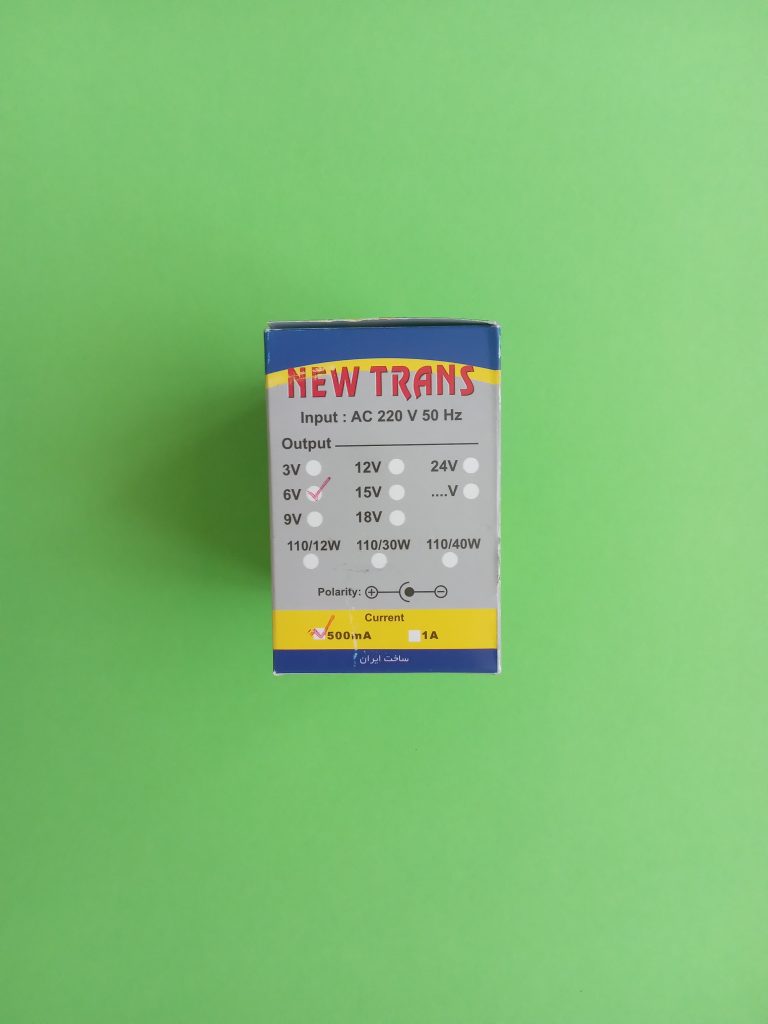 NEW TRANS
Input : AC 220 V 50 Hz
Output
3V 12V 24V
6V 15V ....V
9V 18V
110/12W 110/30W 110/40W
Polarity: + −
Current
500mA 1A
ساخت ایران